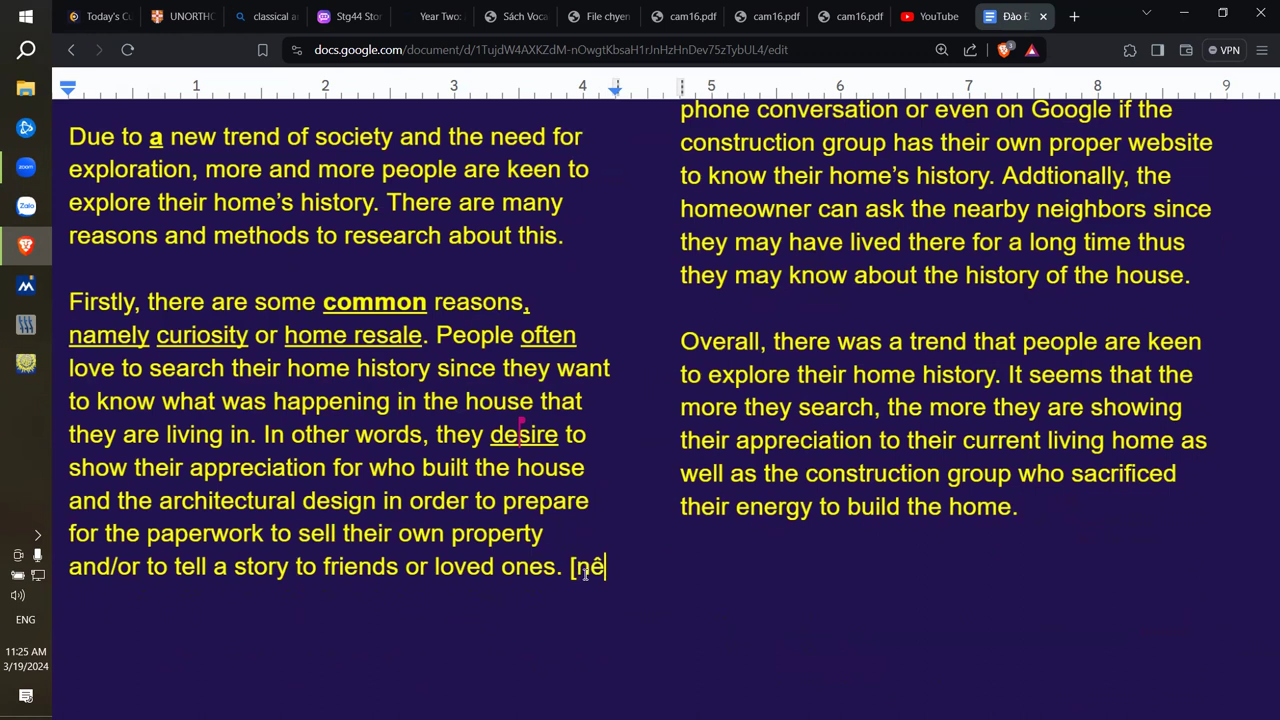 Today's Cu
UNORTHO
classical a
Stg44 Stor
Year Two:
Sách Voca
File chyen
cam16.pdf
cam16.pdf
cam16.pdf
YouTube
Đào Đ
docs.google.com/document/d/1TujdW4AXKZdM-nOwgtKbsaH1rJnHzHnDev75zTybUL4/edit
1
VPN
1 2 3 4 5 6 7 8 9
Due to a new trend of society and the need for
exploration, more and more people are keen to
explore their home's history. There are many
reasons and methods to research about this.
Firstly, there are some common reasons,
namely curiosity or home resale. People often
love to search their home history since they want
to know what was happening in the house that
they are living in. In other words, they desire to
show their appreciation for who built the house
and the architectural design in order to prepare
for the paperwork to sell their own property
and/or to tell a story to friends or loved ones. [nê
phone conversation or even on Google if the
construction group has their own proper website
to know their home's history. Addtionally, the
homeowner can ask the nearby neighbors since
they may have lived there for a long time thus
they may know about the history of the house.
Overall, there was a trend that people are keen
to explore their home history. It seems that the
more they search, the more they are showing
their appreciation to their current living home as
well as the construction group who sacrificed
their energy to build the home.
zoom
Zalo
ENG
11:25 AM
3/19/2024